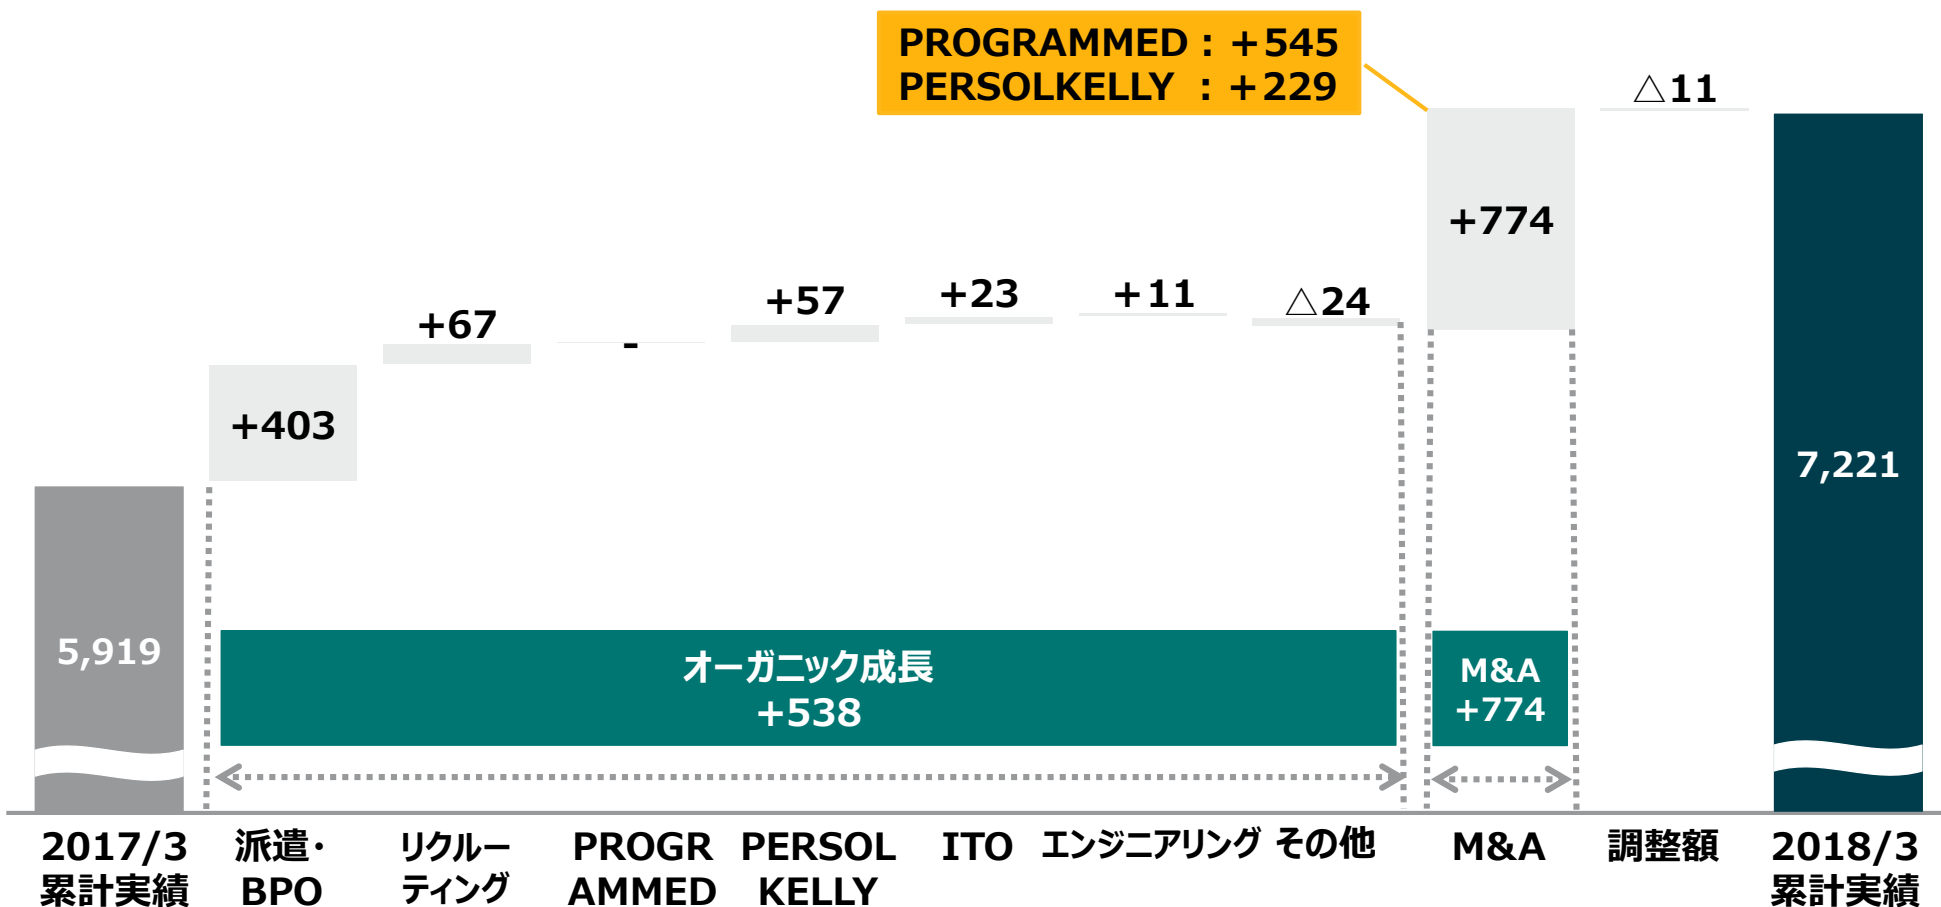 PROGRAMMED：+545
PERSOLKELLY ：+229
△11
+774
+57
+23
+11
△24
+67
-
+403
7,221
5,919
オーガニック成長
+538
M&A
+774
2017/3
累計実績
派遣・
BPO
リクルー
ティング
PROGR
AMMED
PERSOL
KELLY
ITO
エンジニアリング
その他
M&A
調整額
2018/3
累計実績